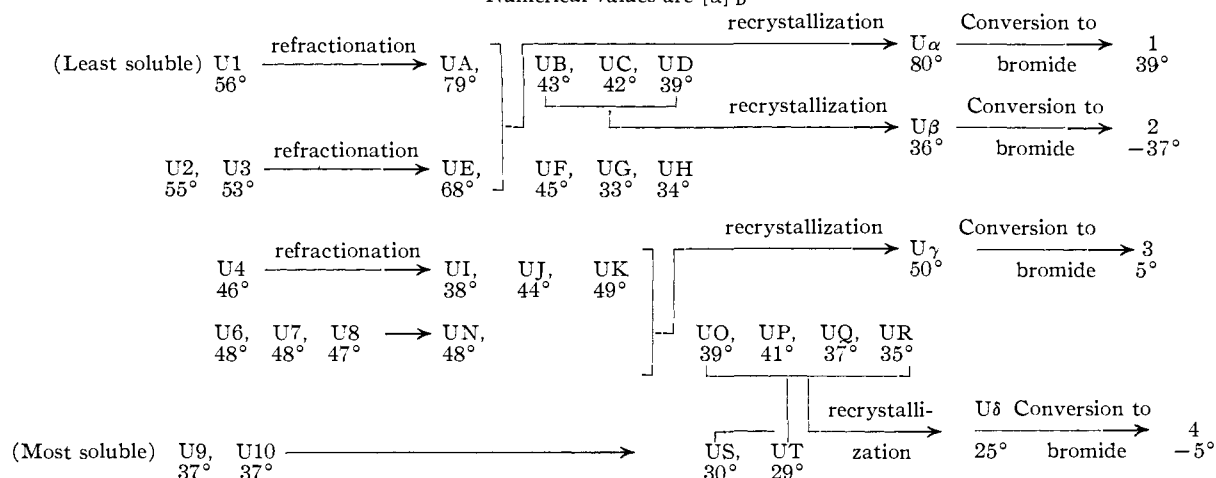 Numerical values are [α]D
recrystallization Conversion to
refractionation Uα 1
(Least soluble) U1 UA, UB, UC, UD 80° bromide 39°
56° 79° 43° 42° 39°
recrystallization Conversion to
Uβ 2
refractionation 36° bromide −37°
U2, U3 UE, UF, UG, UH
55° 53° 68° 45° 33° 34°
recrystallization Conversion to
refractionation Uγ 3
U4 UI, UJ, UK 50° bromide 5°
46° 38° 44° 49°
U6, U7, U8 UN, UO, UP, UQ, UR
48° 48° 47° 48° 39° 41° 37° 35°
recrystalli- Uδ Conversion to
(Most soluble) U9, U10 US, UT zation 25° bromide 4
37° 37° 30° 29° −5°